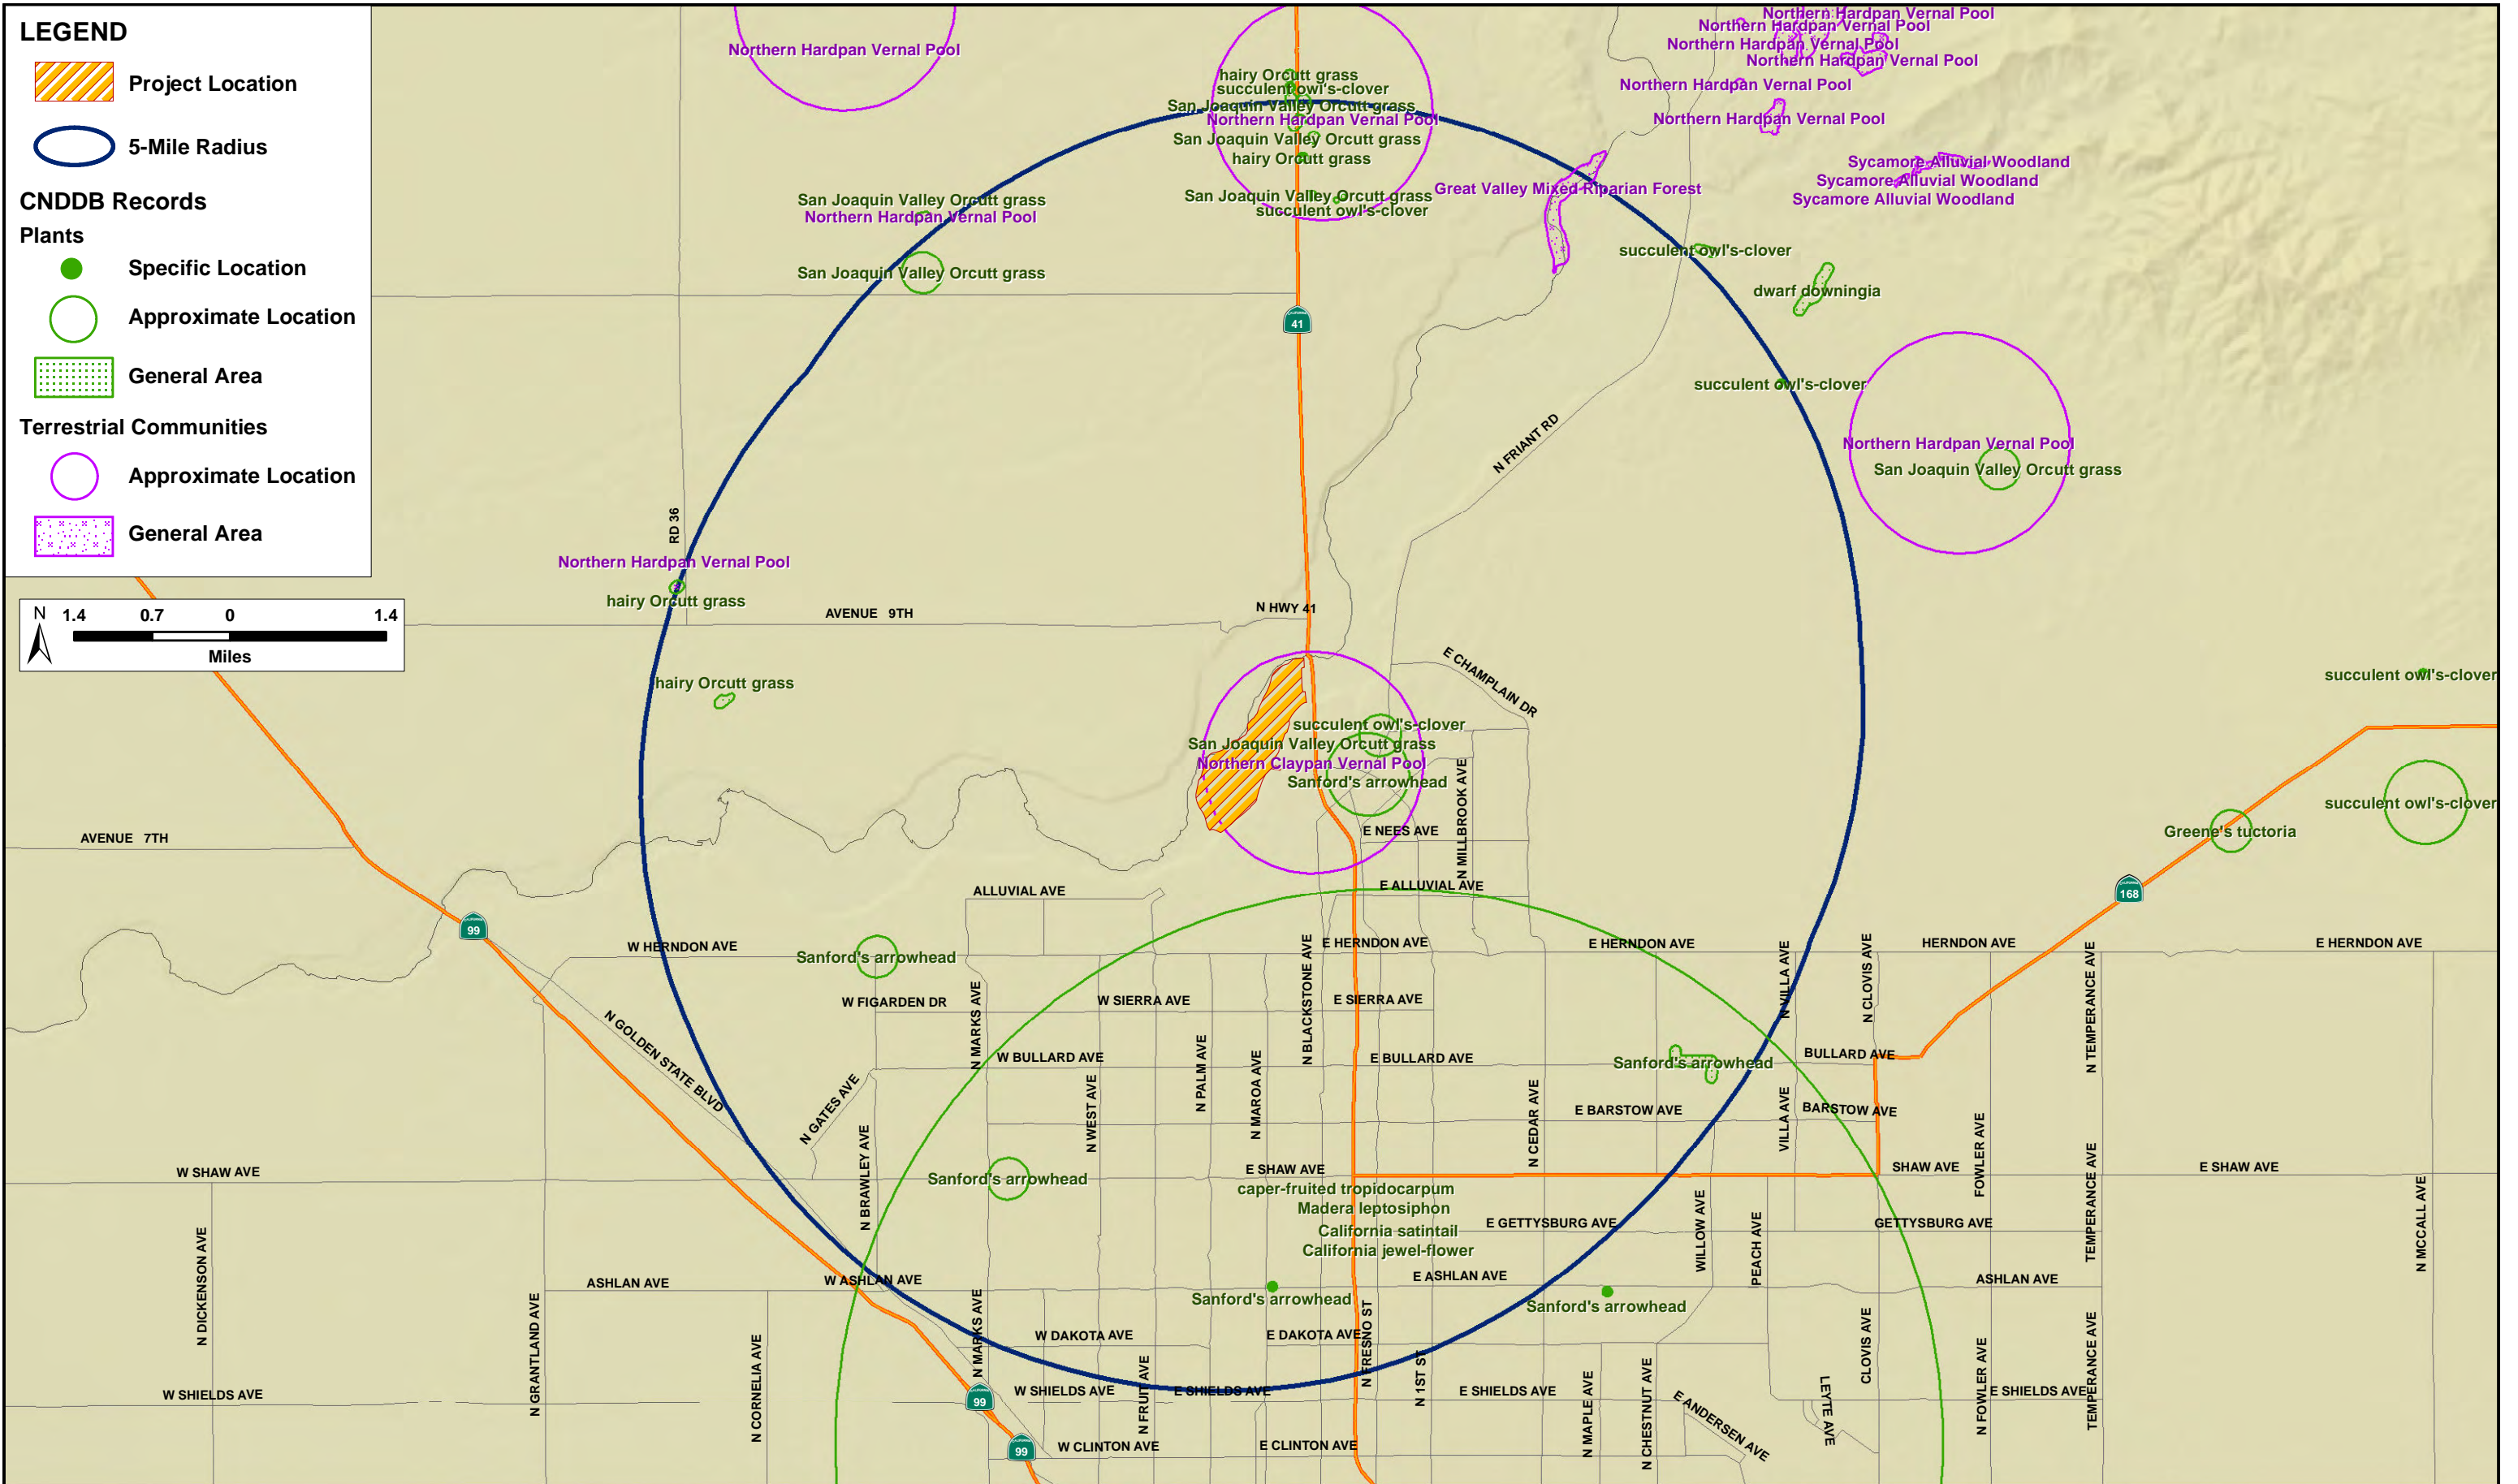 LEGEND
Project Location
5-Mile Radius
CNDDB Records
Plants
Specific Location
Approximate Location
General Area
Terrestrial Communities
Approximate Location
General Area
N 1.4 0.7 0 1.4
Miles
Northern Hardpan Vernal Pool
hairy Orcutt grass
succulent owl's-clover
San Joaquin Valley Orcutt grass
Northern Hardpan Vernal Pool
San Joaquin Valley Orcutt grass
hairy Orcutt grass
San Joaquin Valley Orcutt grass
succulent owl's-clover
Northern Hardpan Vernal Pool
Northern Hardpan Vernal Pool
Northern Hardpan Vernal Pool
Northern Hardpan Vernal Pool
Northern Hardpan Vernal Pool
Northern Hardpan Vernal Pool
Sycamore Alluvial Woodland
Sycamore Alluvial Woodland
Sycamore Alluvial Woodland
Great Valley Mixed Riparian Forest
San Joaquin Valley Orcutt grass
Northern Hardpan Vernal Pool
San Joaquin Valley Orcutt grass
succulent owl's-clover
dwarf downingia
CALIFORNIA
41
succulent owl's-clover
Northern Hardpan Vernal Pool
San Joaquin Valley Orcutt grass
N FRIANT RD
RD 36
Northern Hardpan Vernal Pool
hairy Orcutt grass
AVENUE 9TH
N HWY 41
E CHAMPLAIN DR
hairy Orcutt grass
succulent owl's-clover
succulent owl's-clover
San Joaquin Valley Orcutt grass
Northern Claypan Vernal Pool
Sanford's arrowhead
N MILLBROOK AVE
succulent owl's-clover
Greene's tuctoria
AVENUE 7TH
E NEES AVE
ALLUVIAL AVE
E ALLUVIAL AVE
CALIFORNIA
168
CALIFORNIA
99
W HERNDON AVE
Sanford's arrowhead
E HERNDON AVE
E HERNDON AVE
HERNDON AVE
E HERNDON AVE
N BLACKSTONE AVE
N VILLA AVE
N CLOVIS AVE
N TEMPERANCE AVE
W FIGARDEN DR
N MARKS AVE
W SIERRA AVE
E SIERRA AVE
N GOLDEN STATE BLVD
W BULLARD AVE
E BULLARD AVE
Sanford's arrowhead
BULLARD AVE
N GATES AVE
N WEST AVE
N PALM AVE
N MAROA AVE
N CEDAR AVE
E BARSTOW AVE
VILLA AVE
BARSTOW AVE
FOWLER AVE
N BRAWLEY AVE
W SHAW AVE
Sanford's arrowhead
E SHAW AVE
SHAW AVE
E SHAW AVE
caper-fruited tropidocarpum
Madera leptosiphon
California satintail
California jewel-flower
E GETTYSBURG AVE
WILLOW AVE
PEACH AVE
GETTYSBURG AVE
TEMPERANCE AVE
N MCCALL AVE
N DICKENSON AVE
ASHLAN AVE
W ASHLAN AVE
E ASHLAN AVE
ASHLAN AVE
Sanford's arrowhead
Sanford's arrowhead
N GRANTLAND AVE
N CORNELIA AVE
N MARKS AVE
W DAKOTA AVE
E DAKOTA AVE
N FRESNO ST
N 1ST ST
CLOVIS AVE
N FOWLER AVE
TEMPERANCE AVE
W SHIELDS AVE
CALIFORNIA
99
W SHIELDS AVE
N FRUIT AVE
E SHIELDS AVE
E SHIELDS AVE
N MAPLE AVE
N CHESTNUT AVE
E ANDERSEN AVE
LEYTE AVE
E SHIELDS AVE
CALIFORNIA
99
W CLINTON AVE
E CLINTON AVE